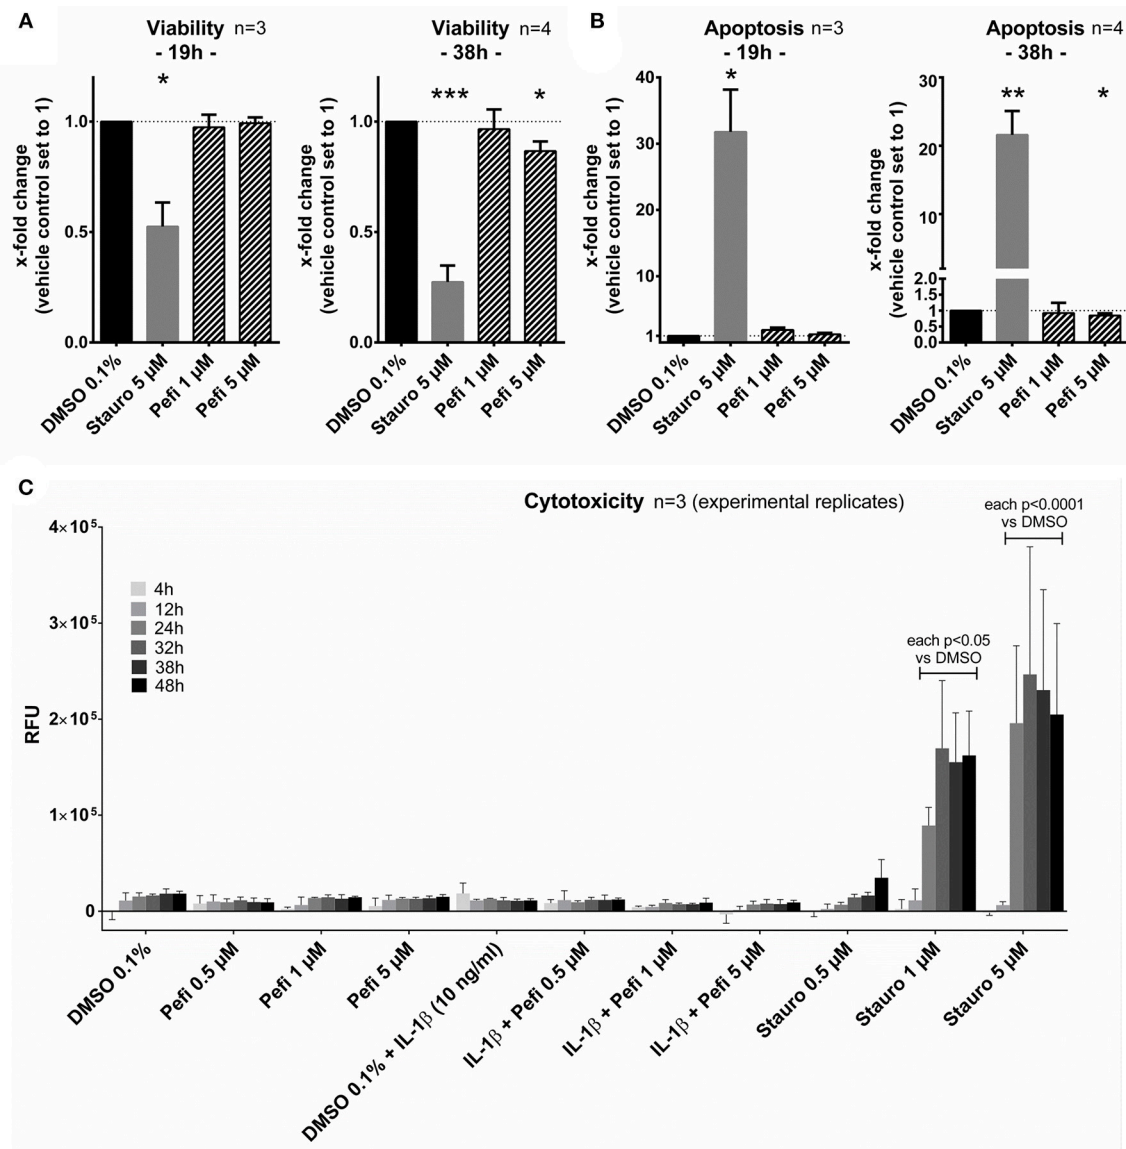 A
Viability n=3
- 19h -
*
x-fold change
(vehicle control set to 1)
1.0
0.5
0.0
DMSO 0.1%
Stauro 5 µM
Pefi 1 µM
Pefi 5 µM
Viability n=4
- 38h -
***
*
x-fold change
(vehicle control set to 1)
1.0
0.5
0.0
DMSO 0.1%
Stauro 5 µM
Pefi 1 µM
Pefi 5 µM
B
Apoptosis n=3
- 19h -
*
x-fold change
(vehicle control set to 1)
40
30
20
10
1
DMSO 0.1%
Stauro 5 µM
Pefi 1 µM
Pefi 5 µM
Apoptosis n=4
- 38h -
**
*
x-fold change
(vehicle control set to 1)
30
20
10
2.0
1.5
1
0.5
0.0
DMSO 0.1%
Stauro 5 µM
Pefi 1 µM
Pefi 5 µM
C
Cytotoxicity n=3 (experimental replicates)
each p<0.0001
vs DMSO
each p<0.05
vs DMSO
4h
12h
24h
32h
38h
48h
RFU
4×10⁵
3×10⁵
2×10⁵
1×10⁵
0
DMSO 0.1%
Pefi 0.5 µM
Pefi 1 µM
Pefi 5 µM
DMSO 0.1% + IL-1β (10 ng/ml)
IL-1β + Pefi 0.5 µM
IL-1β + Pefi 1 µM
IL-1β + Pefi 5 µM
Stauro 0.5 µM
Stauro 1 µM
Stauro 5 µM